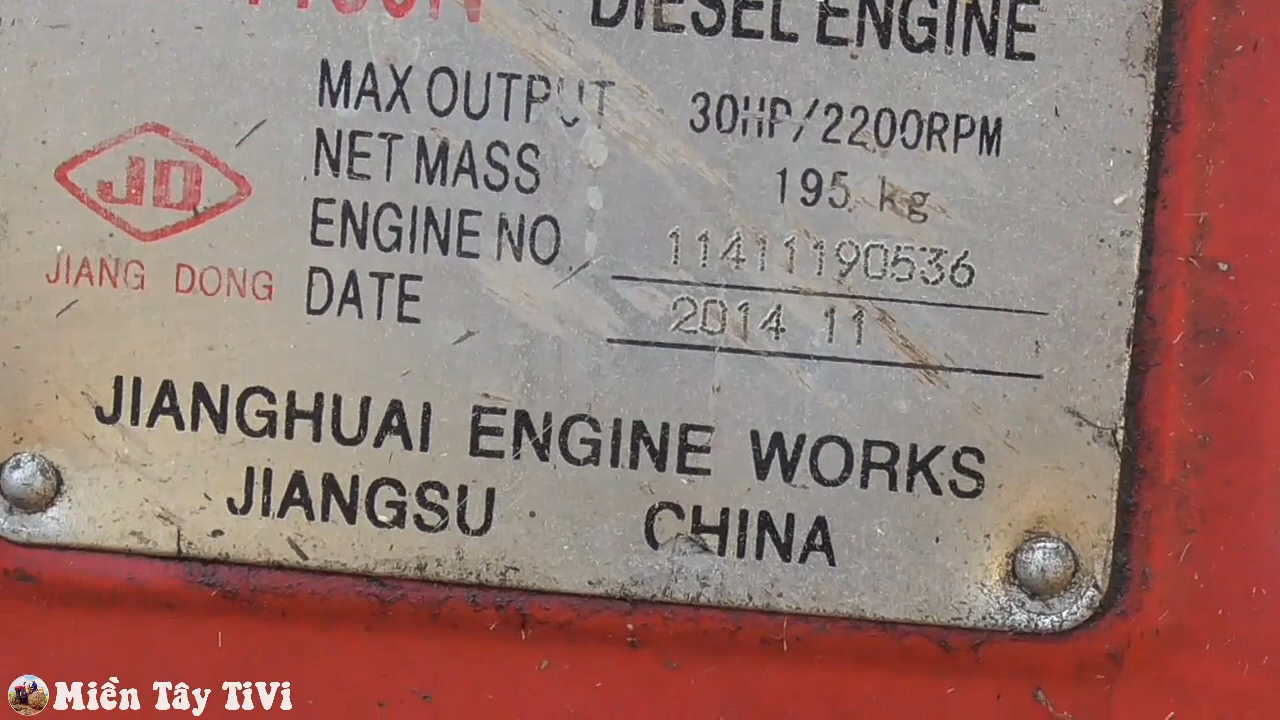 DIESEL ENGINE
MAX OUTPUT 30HP/2200RPM
NET MASS 195 kg
ENGINE NO. 11411190536
DATE 2014 11
JD
JIANG DONG
JIANGHUAI ENGINE WORKS
JIANGSU CHINA
Miền Tây TiVi